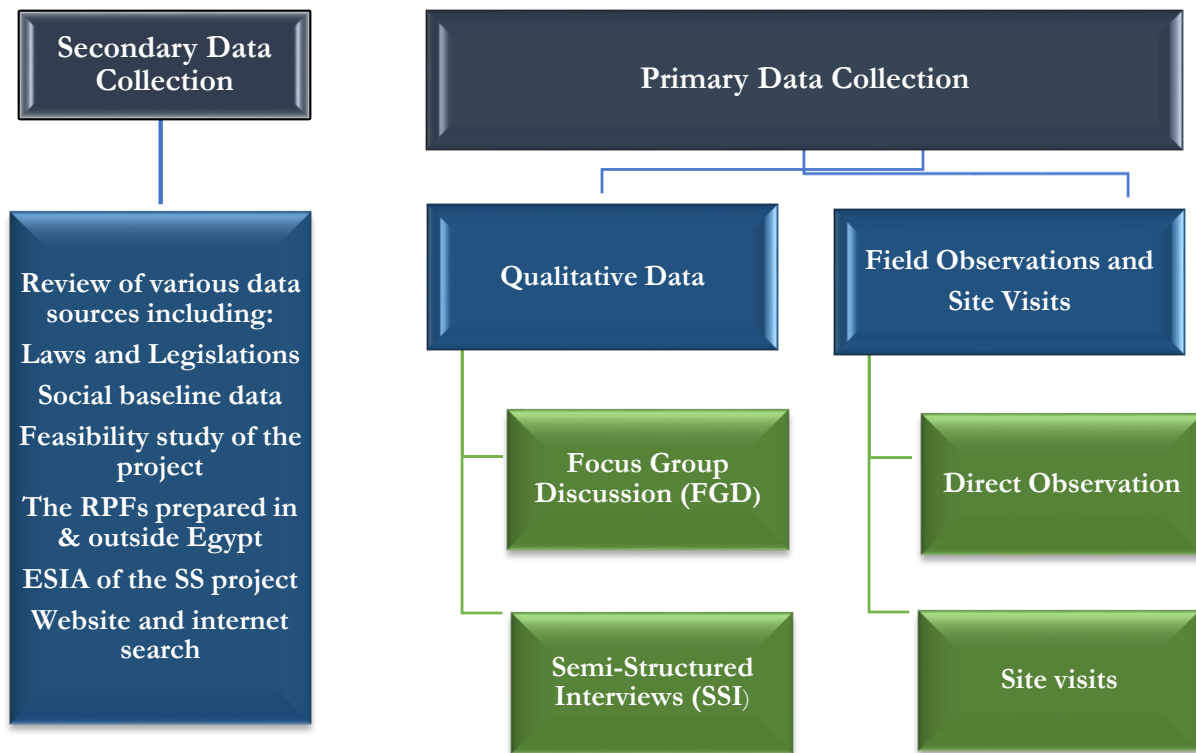 Secondary Data
Collection
Review of various data
sources including:
Laws and Legislations
Social baseline data
Feasibility study of the
project
The RPFs prepared in
& outside Egypt
ESIA of the SS project
Website and internet
search
Primary Data Collection
Qualitative Data
Focus Group
Discussion (FGD)
Semi-Structured
Interviews (SSI)
Field Observations and
Site Visits
Direct Observation
Site visits